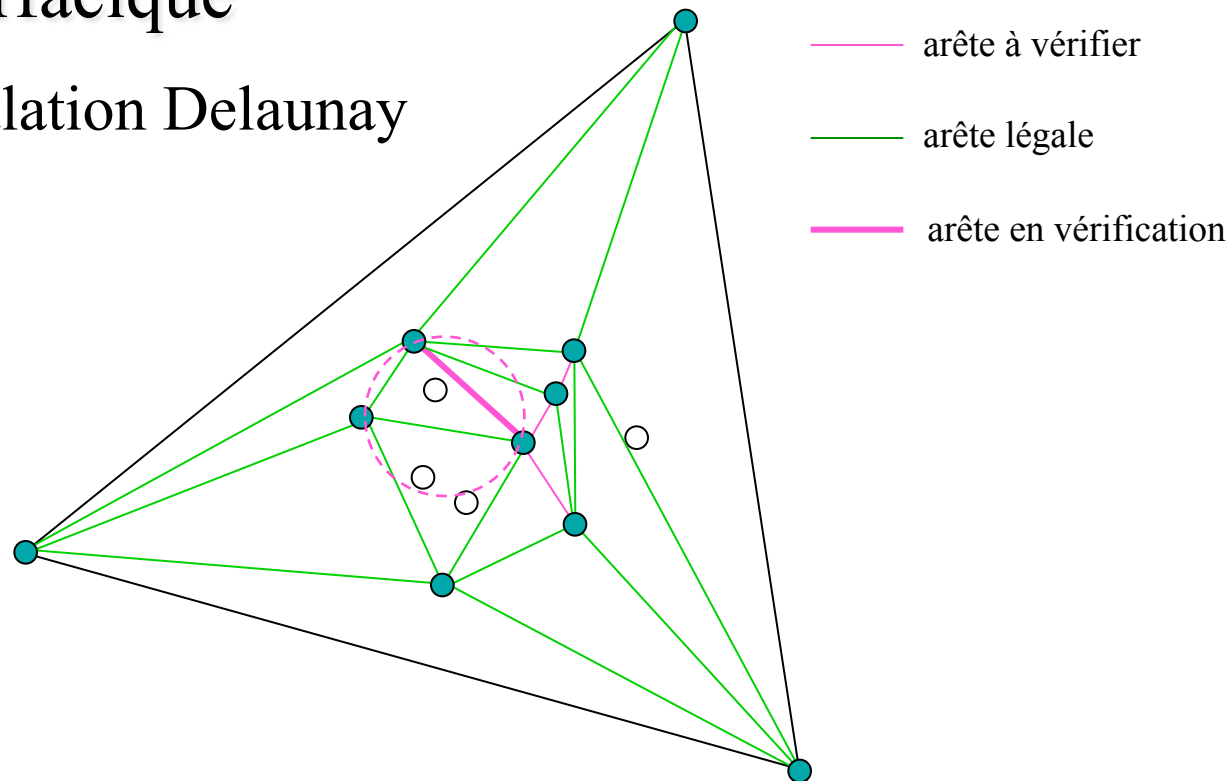 lation Delaunay
arête à vérifier
arête légale
arête en vérification